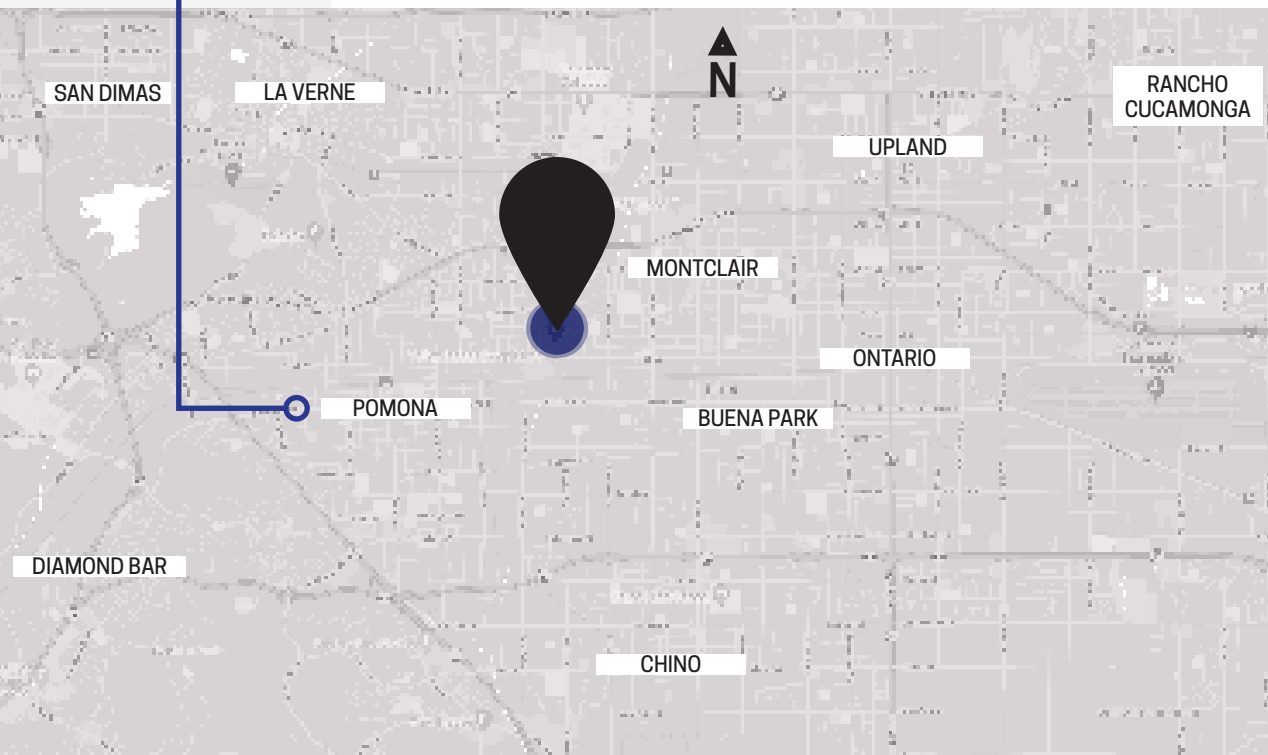 N
SAN DIMAS
LA VERNE
RANCHO
CUCAMONGA
UPLAND
MONTCLAIR
ONTARIO
POMONA
BUENA PARK
DIAMOND BAR
CHINO